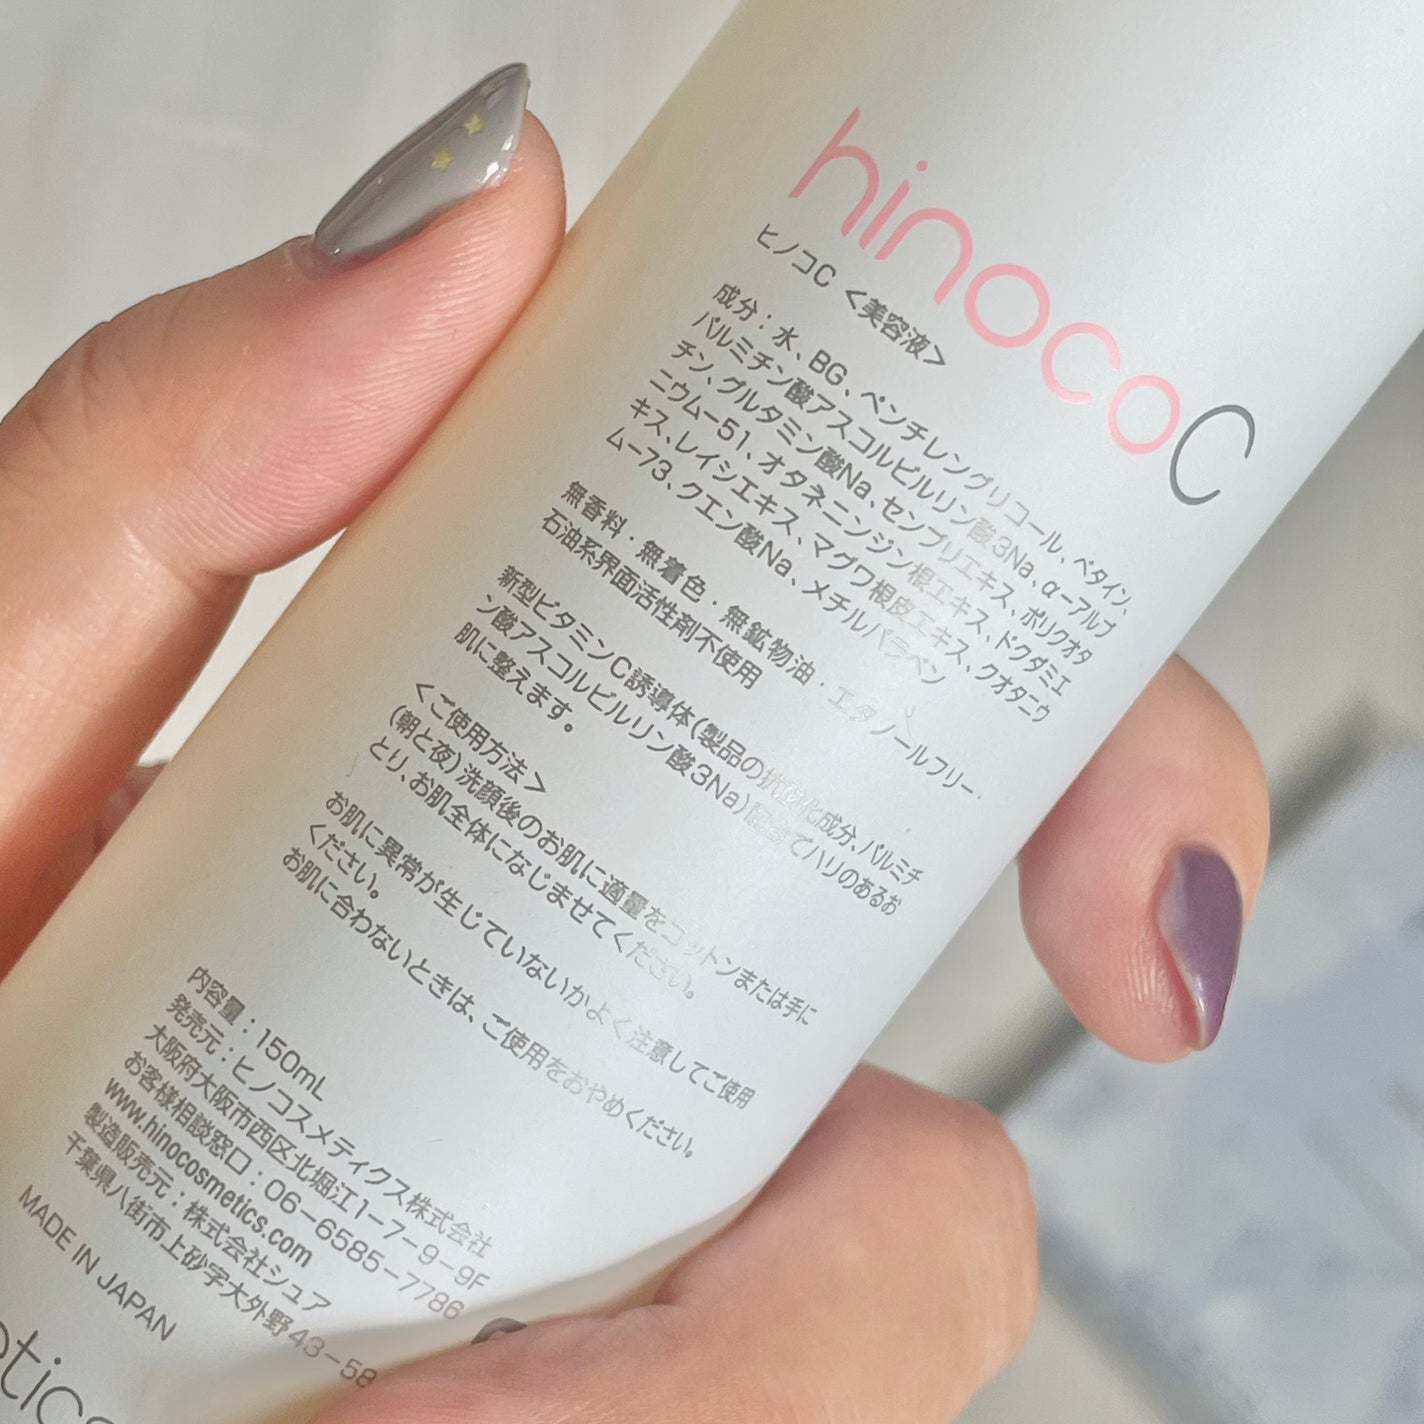 hinocoC
ヒノコC <美容液>
成分：水、BG、ペンチレングリコール、ベタイン、
パルミチン酸アスコルビルリン酸3Na、α-アルブ
チン、グルタミン酸Na、センブリエキス、ポリクオタ
ニウム-51、オタネニンジン根エキス、ドクダミエ
キス、レイシエキス、マグワ根皮エキス、クオタニウ
ム-73、クエン酸Na、メチルパラベン
無香料・無着色・無鉱物油・エタノールフリー・
石油系界面活性剤不使用
新型ビタミンC誘導体(製品の抗酸化成分、パルミチ
ン酸アスコルビルリン酸3Na)配合でハリのあるお
肌に整えます。
<ご使用方法>
(朝と夜)洗顔後のお肌に適量をコットンまたは手に
とり、お肌全体になじませてください。
お肌に異常が生じていないかよく注意してご使用
ください。
お肌に合わないときは、ご使用をおやめください。
内容量：150mL
発売元：ヒノコスメティクス株式会社
大阪府大阪市西区北堀江1-7-9-9F
お客様相談窓口：06-6585-7786
www.hinocosmetics.com
製造販売元：株式会社シュア
千葉県八街市上砂字大外野43-58
MADE IN JAPAN